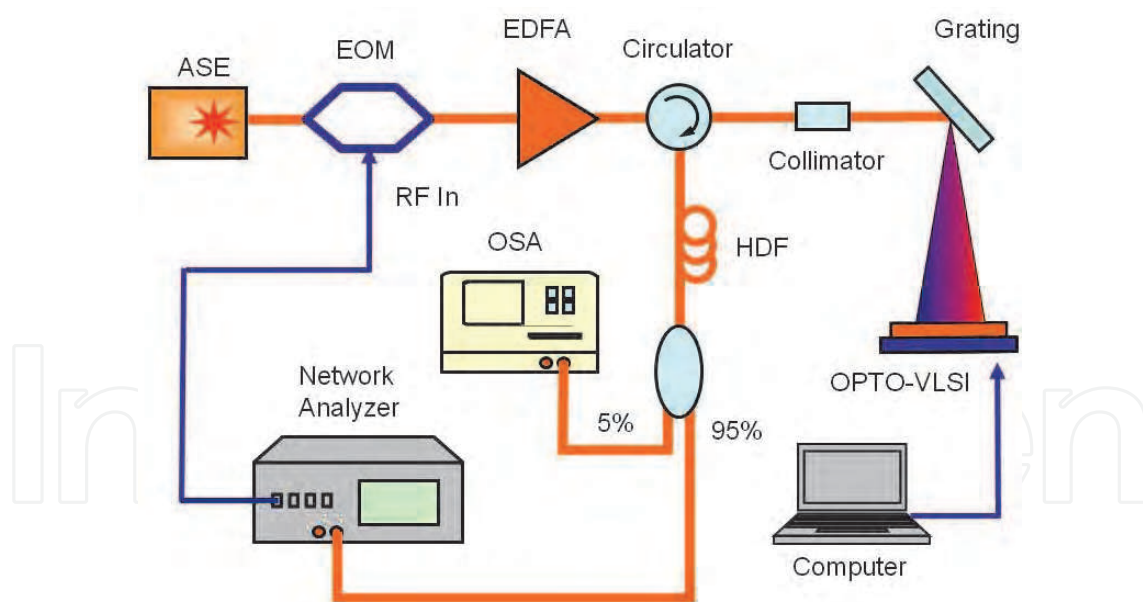 EDFA
Grating
EOM
Circulator
ASE
Collimator
RF In
OSA
HDF
Network
Analyzer
OPTO-VLSI
5%
95%
Computer